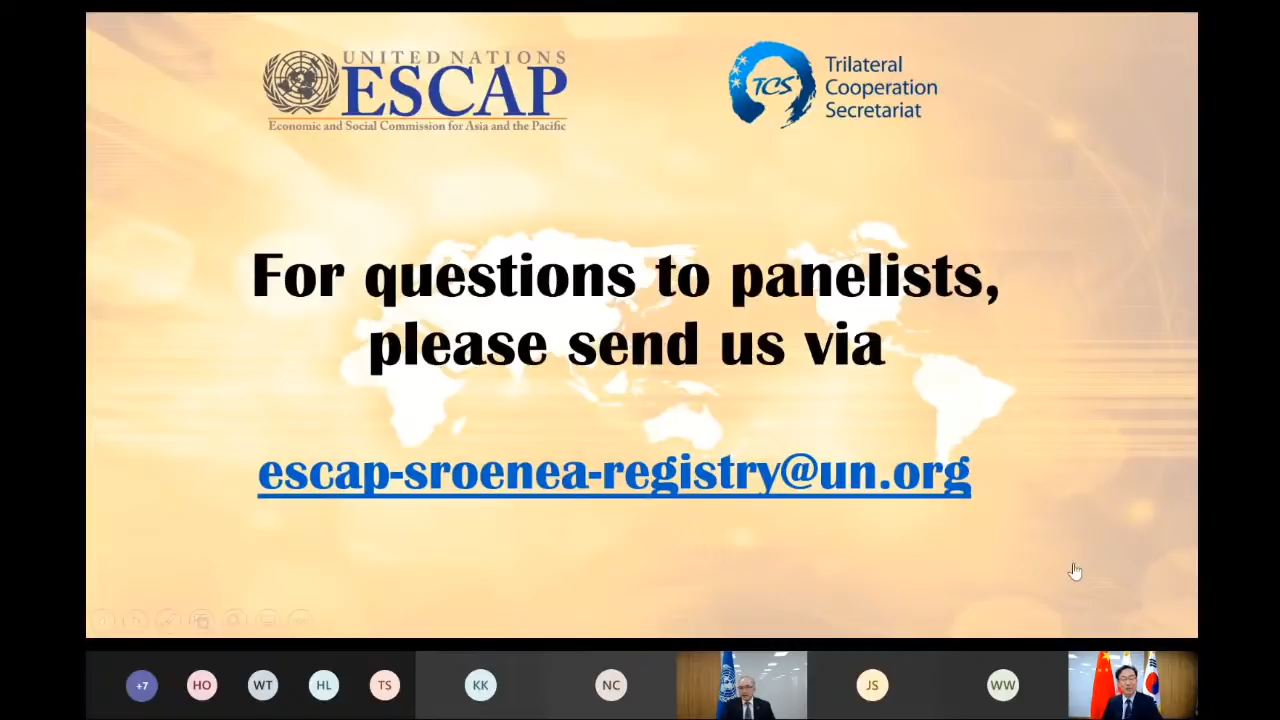 UNITED NATIONS
ESCAP
Economic and Social Commission for Asia and the Pacific
TCS
Trilateral
Cooperation
Secretariat
For questions to panelists,
please send us via
escap-sroenea-registry@un.org
+7
HO
WT
HL
TS
KK
NC
JS
WW